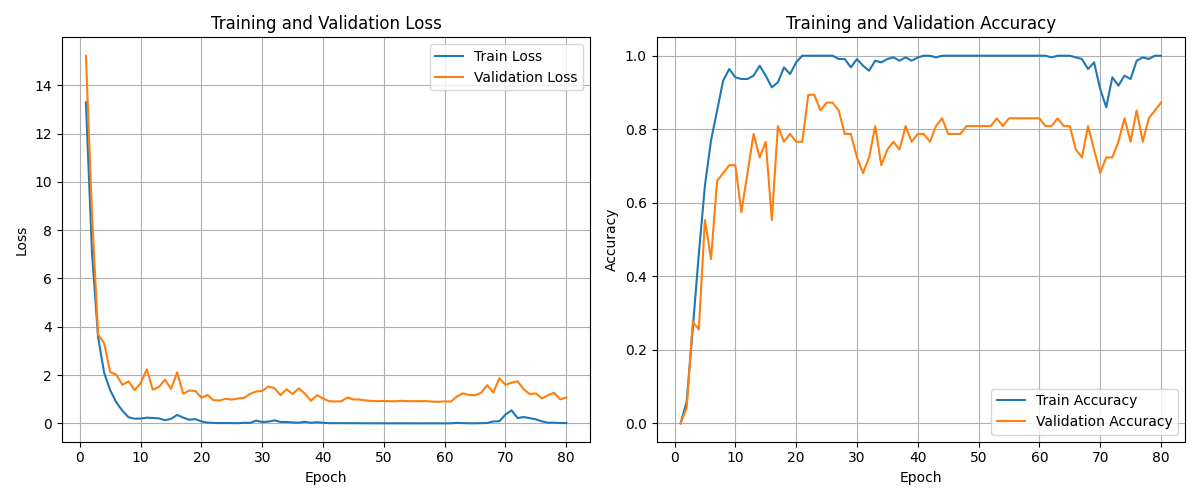 Training and Validation Loss
Train Loss
Validation Loss
14
12
10
8
6
4
2
0
Loss
0 10 20 30 40 50 60 70 80
Epoch
Training and Validation Accuracy
1.0
0.8
0.6
0.4
0.2
0.0
Accuracy
Train Accuracy
Validation Accuracy
0 10 20 30 40 50 60 70 80
Epoch